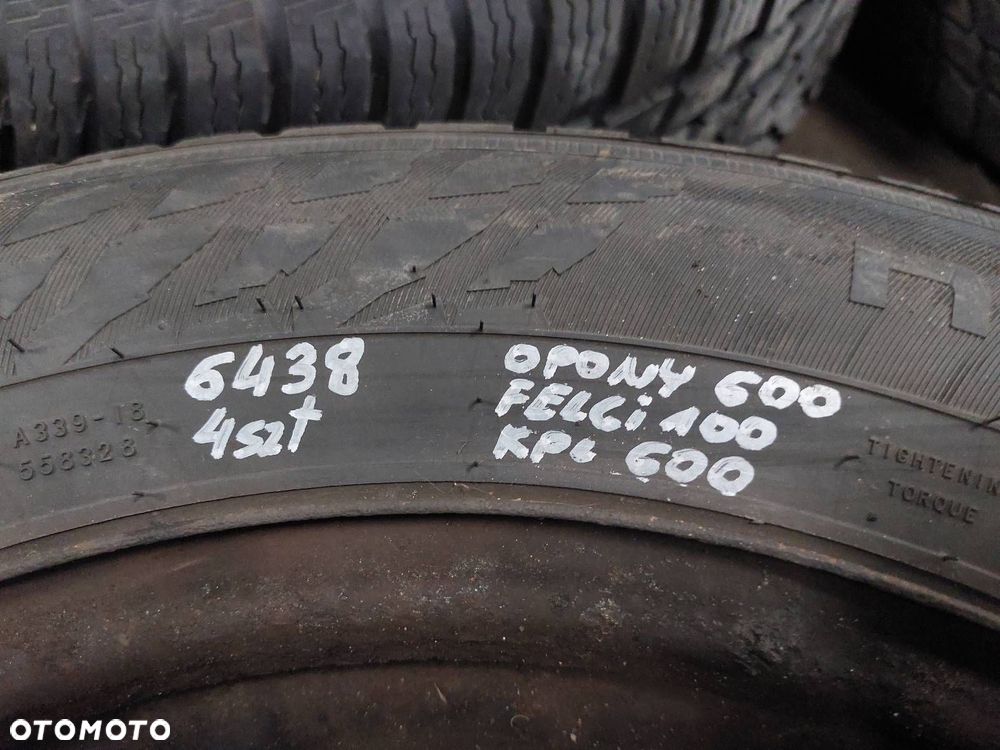 6438
4szt
OPONY 600
FELGI 100
KPL 600
A339-18
558328
TIGHTENIN
TORQUE
OTOMOTO